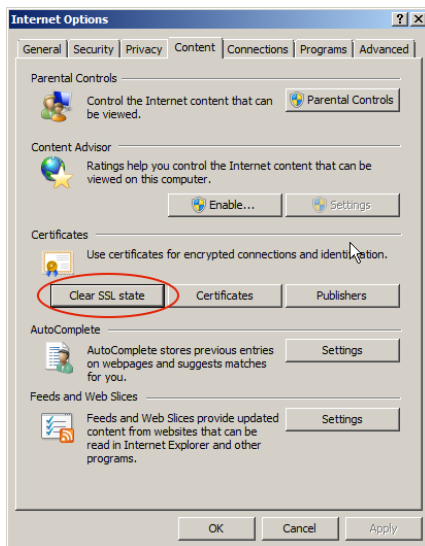 Internet Options
General Security Privacy Content Connections Programs Advanced
Parental Controls
Control the Internet content that can
be viewed.
Parental Controls
Content Advisor
Ratings help you control the Internet content that can be
viewed on this computer.
Enable... Settings
Certificates
Use certificates for encrypted connections and identification.
Clear SSL state Certificates Publishers
AutoComplete
AutoComplete stores previous entries
on webpages and suggests matches
for you.
Settings
Feeds and Web Slices
Feeds and Web Slices provide updated
content from websites that can be
read in Internet Explorer and other
programs.
Settings
OK Cancel Apply